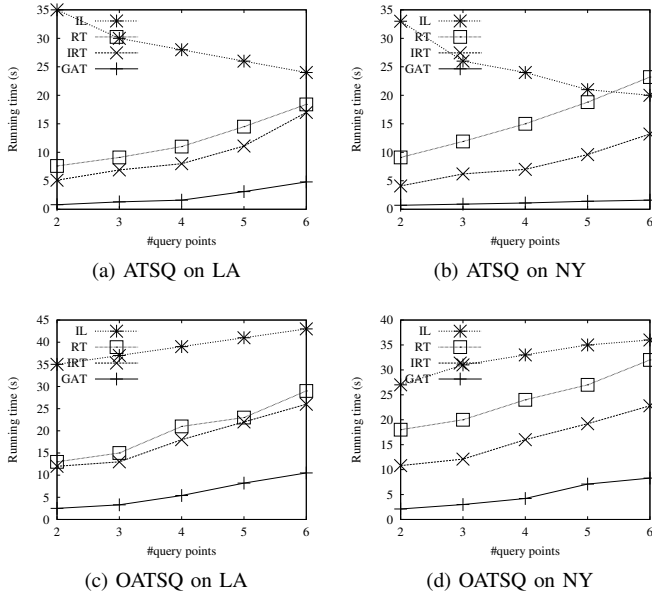 35
30
25
20
15
10
5
0
2 3 4 5 6
Running time (s)
#query points
IL
RT
IRT
GAT
(a) ATSQ on LA
35
30
25
20
15
10
5
0
2 3 4 5 6
Running time (s)
#query points
IL
RT
IRT
GAT
(b) ATSQ on NY
45
40
35
30
25
20
15
10
5
0
2 3 4 5 6
Running time (s)
#query points
IL
RT
IRT
GAT
(c) OATSQ on LA
40
35
30
25
20
15
10
5
0
2 3 4 5 6
Running time (s)
#query points
IL
RT
IRT
GAT
(d) OATSQ on NY